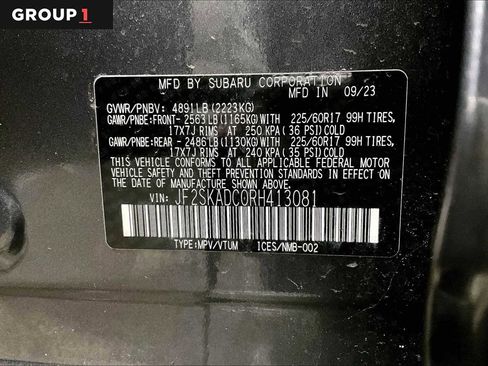 GROUP 1
MFD BY SUBARU CORPORATION 09/23
GVWR/PNBV: 4891LB(2223KG)
GAWR/PNBE:FRONT- 2563LB(1165KG)WITH 225/60R17 99H TIRES,
17X7J RIMS AT 250 KPA(36 PSI)COLD
GAWR/PNBE:REAR - 2486LB(1130KG)WITH 225/60R17 99H TIRES,
17X7J RIMS AT 240 KPA(35 PSI)COLD
THIS VEHICLE CONFORMS TO ALL APPLICABLE FEDERAL MOTOR
VEHICLE SAFETY AND THEFT PREVENTION STANDARDS IN EFFECT
ON THE DATE OF MANUFACTURE SHOWN ABOVE.
VIN: JF2SKADC0RH413081
TYPE:MPV/VTUM ICES/NMB-002